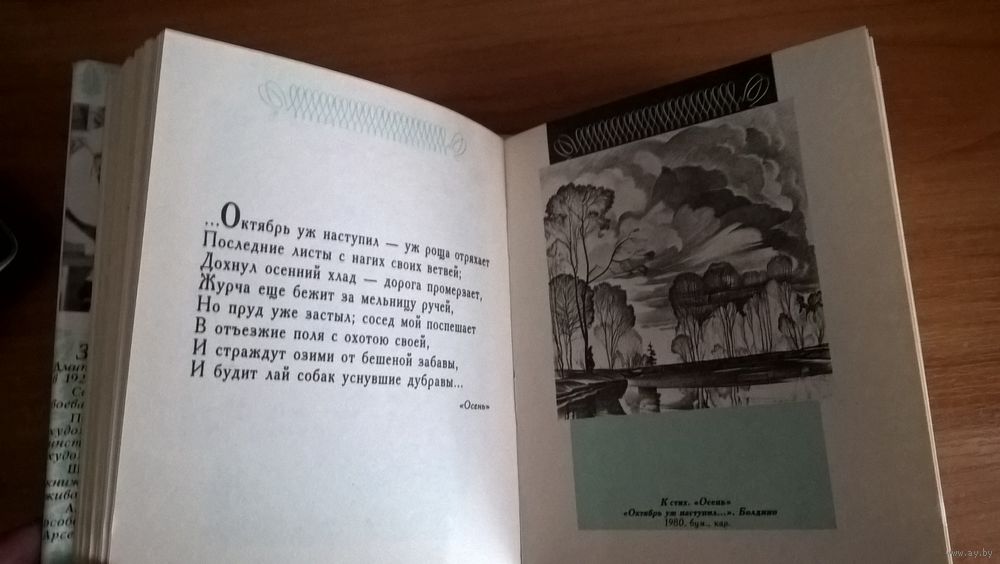 ...Октябрь уж наступил — уж роща отряхает
Последние листы с нагих своих ветвей;
Дохнул осенний хлад — дорога промерзает,
Журча еще бежит за мельницу ручей,
Но пруд уже застыл; сосед мой поспешает
В отъезжие поля с охотою своей,
И страждут озими от бешеной забавы,
И будит лай собак уснувшие дубравы...
«Осень»
К стих. «Осень»
«Октябрь уж наступил...». Болдино
1980, бум., кар.
www.ay.by